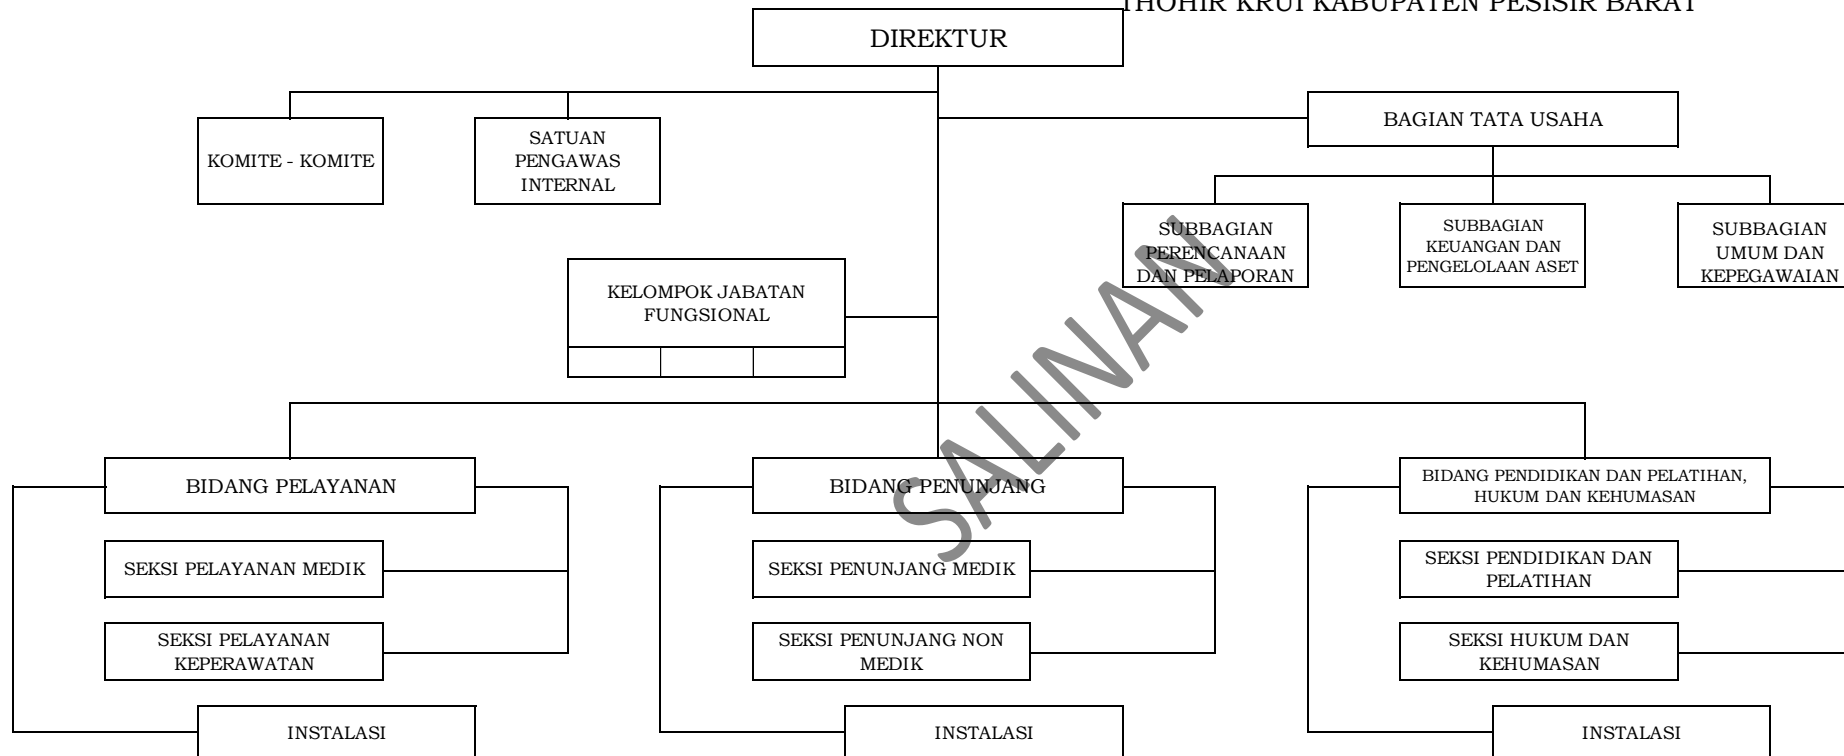 THOHIR KRUI KABUPATEN PESISIR BARAT
DIREKTUR
KOMITE - KOMITE
SATUAN
PENGAWAS
INTERNAL
BAGIAN TATA USAHA
SUBBAGIAN
PERENCANAAN
DAN PELAPORAN
SUBBAGIAN
KEUANGAN DAN
PENGELOLAAN ASET
SUBBAGIAN
UMUM DAN
KEPEGAWAIAN
KELOMPOK JABATAN
FUNGSIONAL
SALINAN
BIDANG PELAYANAN
BIDANG PENUNJANG
BIDANG PENDIDIKAN DAN PELATIHAN,
HUKUM DAN KEHUMASAN
SEKSI PELAYANAN MEDIK
SEKSI PENUNJANG MEDIK
SEKSI PENDIDIKAN DAN
PELATIHAN
SEKSI PELAYANAN
KEPERAWATAN
SEKSI PENUNJANG NON
MEDIK
SEKSI HUKUM DAN
KEHUMASAN
INSTALASI
INSTALASI
INSTALASI